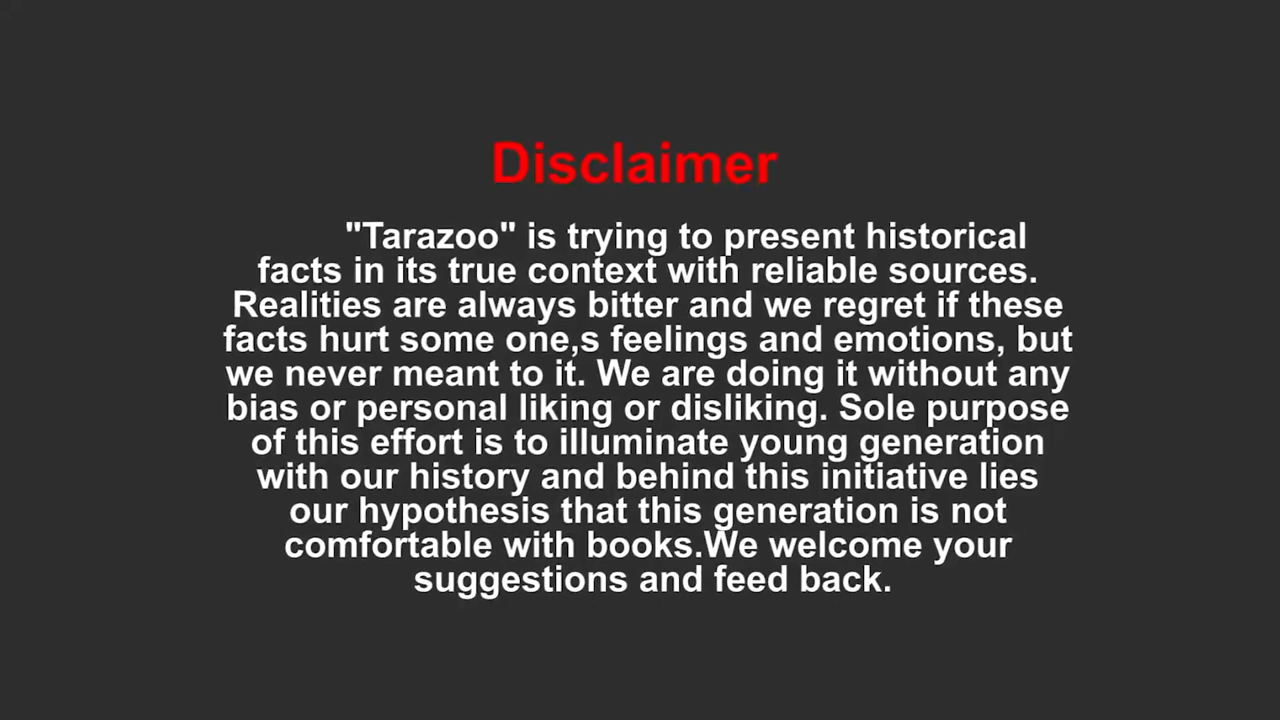 Disclaimer
"Tarazoo" is trying to present historical
facts in its true context with reliable sources.
Realities are always bitter and we regret if these
facts hurt some one,s feelings and emotions, but
we never meant to it. We are doing it without any
bias or personal liking or disliking. Sole purpose
of this effort is to illuminate young generation
with our history and behind this initiative lies
our hypothesis that this generation is not
comfortable with books.We welcome your
suggestions and feed back.